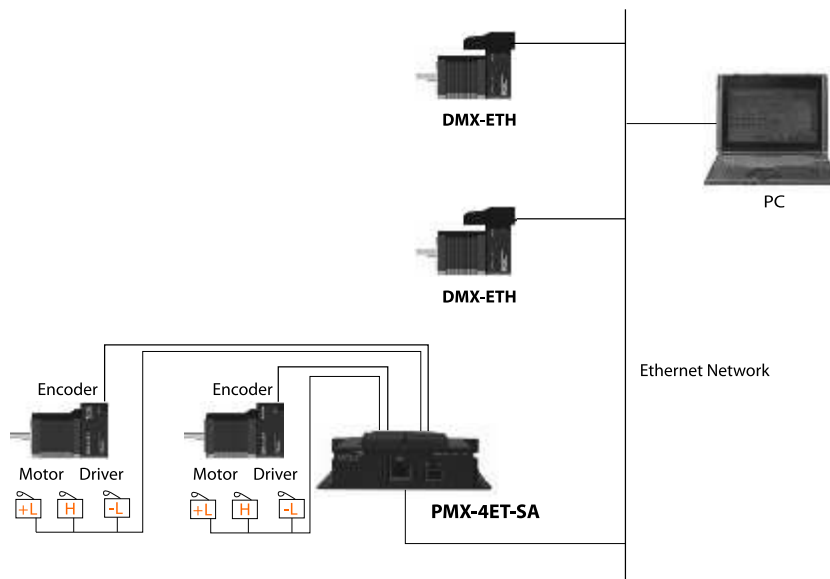 DMX-ETH
PC
DMX-ETH
Ethernet Network
Encoder
Encoder
Motor Driver
Motor Driver
+L H -L
+L H -L
PMX-4ET-SA